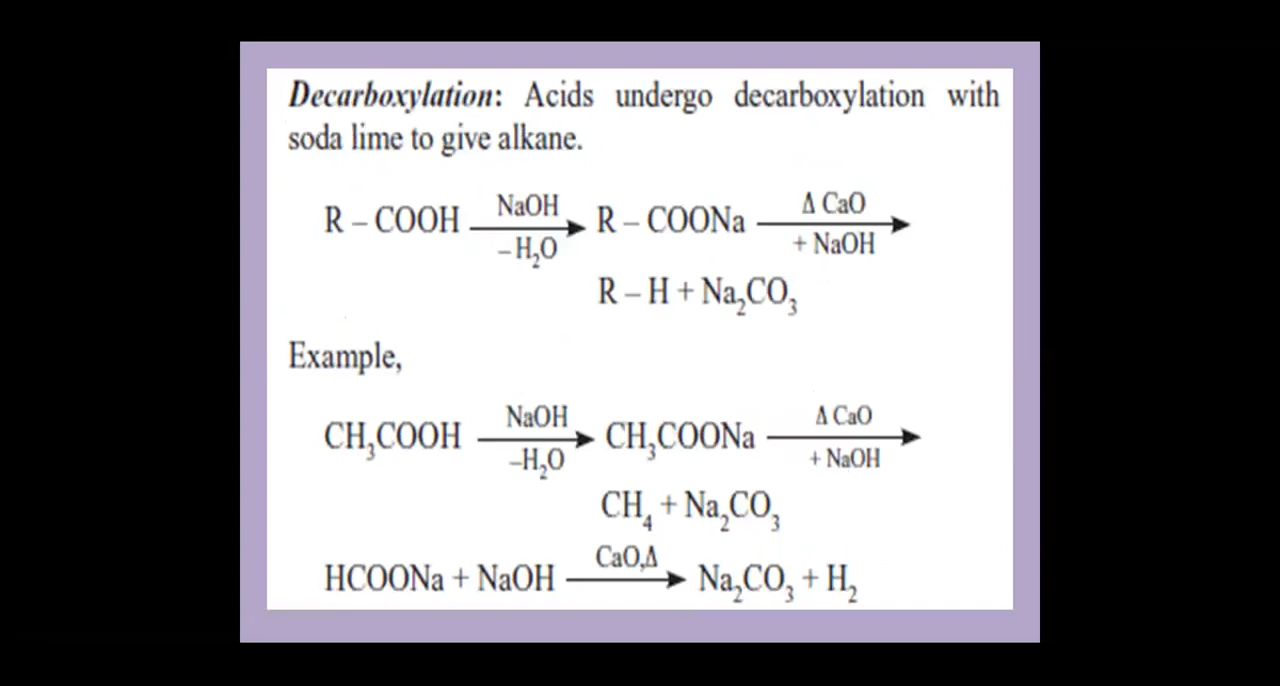 Decarboxylation: Acids undergo decarboxylation with
soda lime to give alkane.
R – COOH NaOH –H₂O R – COONa Δ CaO + NaOH
R – H + Na₂CO₃
Example,
CH₃COOH NaOH –H₂O CH₃COONa Δ CaO + NaOH
CH₄ + Na₂CO₃
HCOONa + NaOH CaO,Δ Na₂CO₃ + H₂